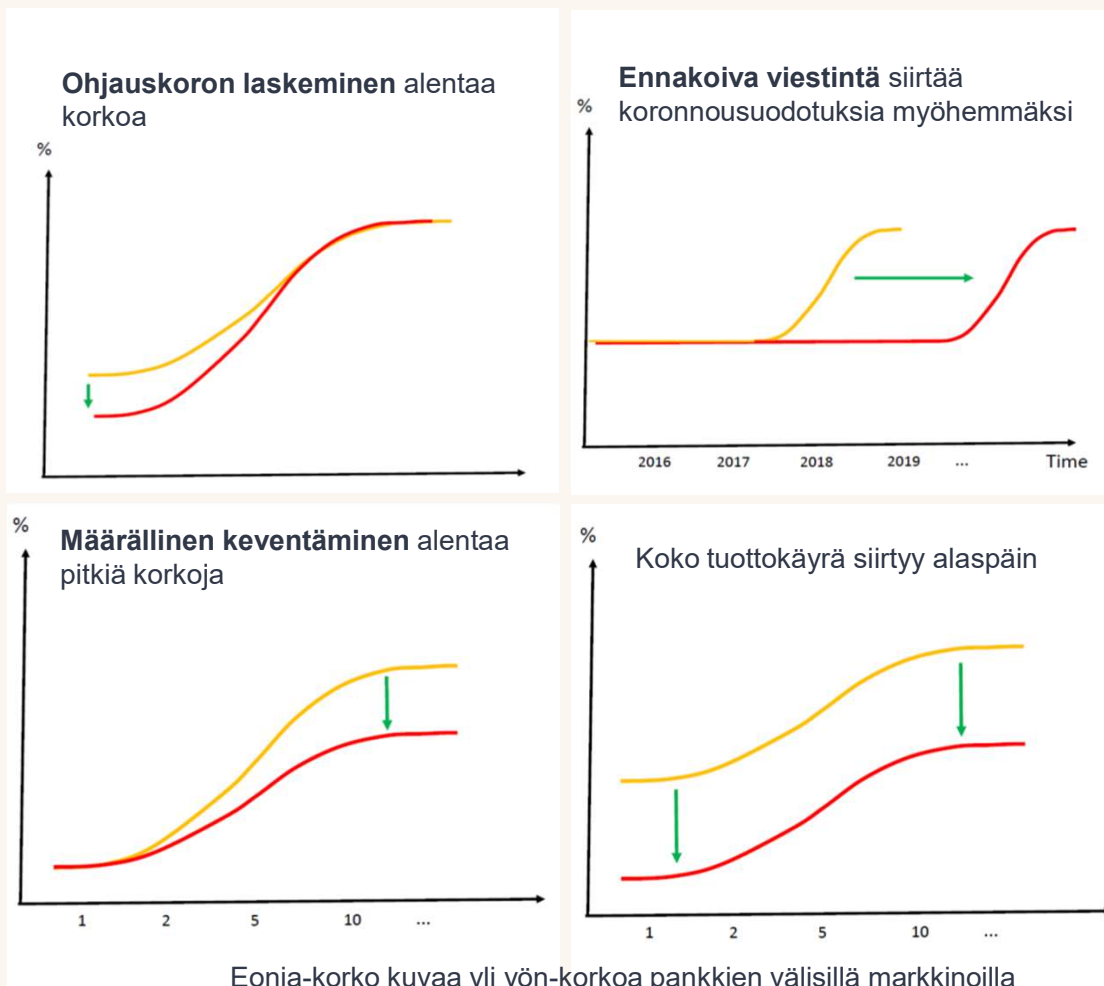 Ohjauskoron laskeminen alentaa
korkoa
%
Ennakoiva viestintä siirtää
koronnousuodotuksia myöhemmäksi
%
2016 2017 2018 2019 ... Time
Määrällinen keventäminen alentaa
pitkiä korkoja
%
1 2 5 10 ...
Koko tuottokäyrä siirtyy alaspäin
%
1 2 5 10 ...
Eonia-korko kuvaa yli yön-korkoa pankkien välisillä markkinoilla